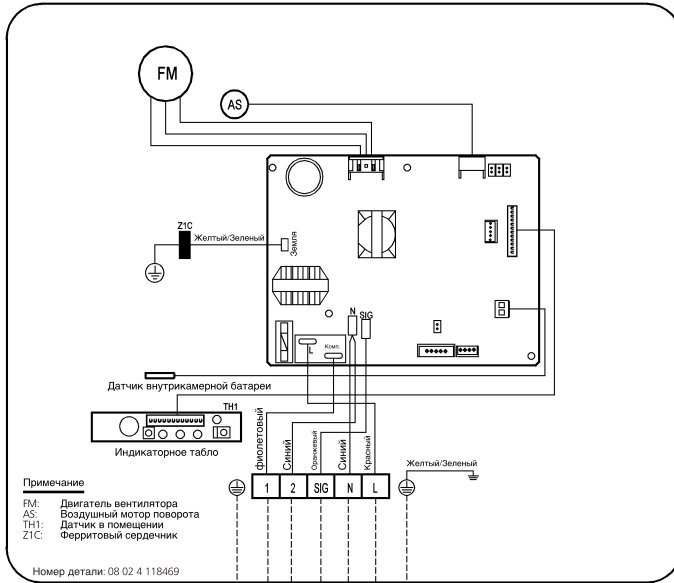 FM
AS
Z1C
Желтый/Зеленый
Земля
N
SIG
L
Комп.
Датчик внутрикамерной батареи
TH1
Индикаторное табло
фиолетовый
Синий
Оранжевый
Синий
Красный
Желтый/Зеленый
1 2 SIG N L
Примечание
FM: Двигатель вентилятора
AS: Воздушный мотор поворота
TH1: Датчик в помещении
Z1C: Ферритовый сердечник
Номер детали: 08 02 4 118469